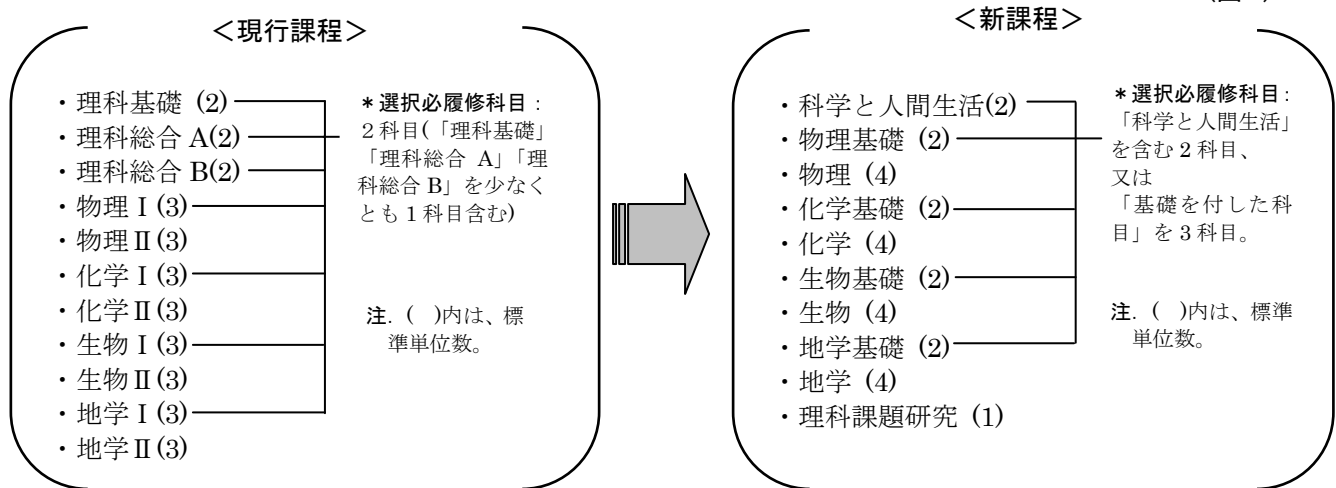 ＜現行課程＞
・理科基礎 (2)
・理科総合 A(2)
・理科総合 B(2)
・物理Ⅰ(3)
・物理Ⅱ(3)
・化学Ⅰ(3)
・化学Ⅱ(3)
・生物Ⅰ(3)
・生物Ⅱ(3)
・地学Ⅰ(3)
・地学Ⅱ(3)
＊選択必履修科目：
２科目(「理科基礎」
「理科総合 A」「理
科総合 B」を少なく
とも１科目含む)
注. (　)内は、標
準単位数。
＜新課程＞
・科学と人間生活(2)
・物理基礎 (2)
・物理 (4)
・化学基礎 (2)
・化学 (4)
・生物基礎 (2)
・生物 (4)
・地学基礎 (2)
・地学 (4)
・理科課題研究 (1)
＊選択必履修科目：
「科学と人間生活」
を含む２科目、
又は
「基礎を付した科
目」を３科目。
注. (　)内は、標準
単位数。